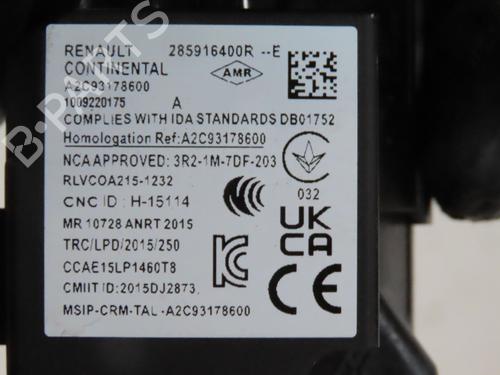 RENAULT 285916400R --E
CONTINENTAL AMR
A2C93178600
1009220175 A
COMPLIES WITH IDA STANDARDS DB01752
Homologation Ref:A2C93178600
NCA APPROVED: 3R2-1M-7DF-203
RLVCOA215-1232
032
CNC ID : H-15114
MR 10728 ANRT 2015
UK
CA
TRC/LPD/2015/250
CCAE15LP1460T8
CE
CMIIT ID:2015DJ2873
MSIP-CRM-TAL-A2C93178600